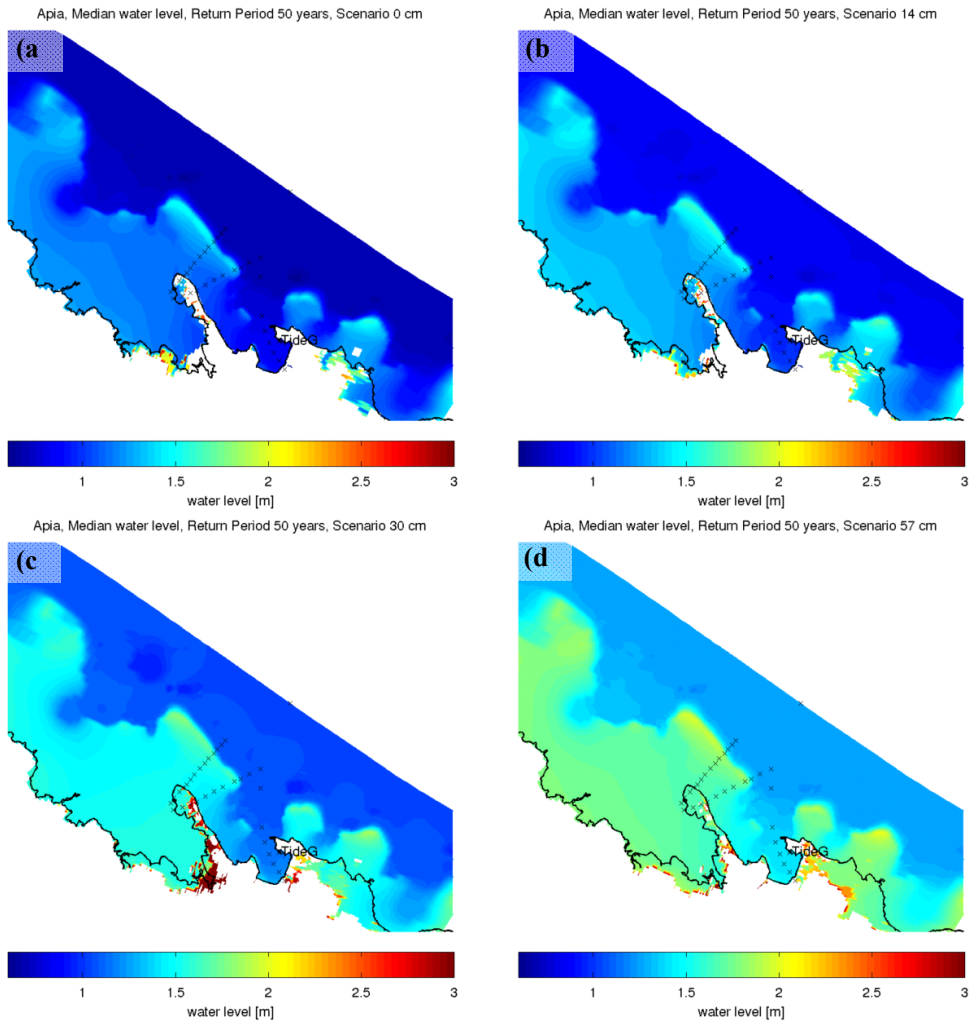 Apia, Median water level, Return Period 50 years, Scenario 0 cm
Apia, Median water level, Return Period 50 years, Scenario 14 cm
(a
(b
TideG
TideG
1 1.5 2 2.5 3
1 1.5 2 2.5 3
water level [m]
water level [m]
Apia, Median water level, Return Period 50 years, Scenario 30 cm
Apia, Median water level, Return Period 50 years, Scenario 57 cm
(c
(d
TideG
TideG
1 1.5 2 2.5 3
1 1.5 2 2.5 3
water level [m]
water level [m]